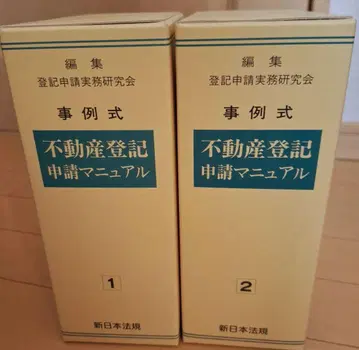 編集
登記申請実務研究会
事例式
不動産登記
申請マニュアル
1
新日本法規
編集
登記申請実務研究会
事例式
不動産登記
申請マニュアル
2
新日本法規